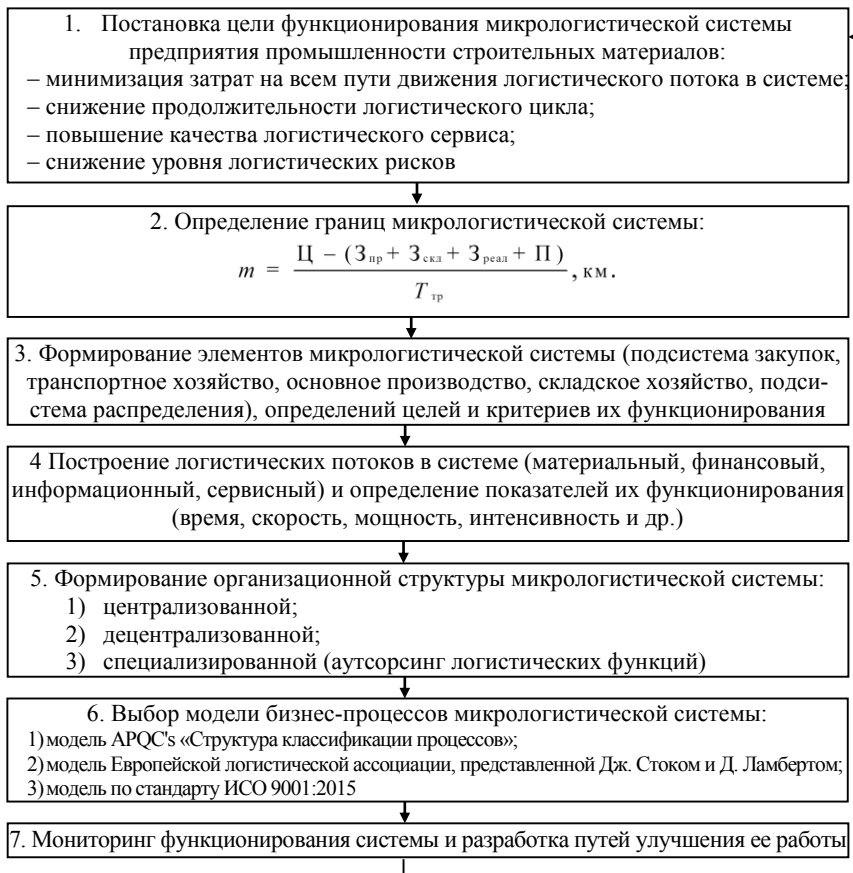 1. Постановка цели функционирования микрологистической системы
предприятия промышленности строительных материалов:
– минимизация затрат на всем пути движения логистического потока в системе;
– снижение продолжительности логистического цикла;
– повышение качества логистического сервиса;
– снижение уровня логистических рисков
2. Определение границ микрологистической системы:
m = (Ц – (З пр + З скл + З реал + П)) / T тр, км.
3. Формирование элементов микрологистической системы (подсистема закупок,
транспортное хозяйство, основное производство, складское хозяйство, подси-
стема распределения), определений целей и критериев их функционирования
4 Построение логистических потоков в системе (материальный, финансовый,
информационный, сервисный) и определение показателей их функционирования
(время, скорость, мощность, интенсивность и др.)
5. Формирование организационной структуры микрологистической системы:
1) централизованной;
2) децентрализованной;
3) специализированной (аутсорсинг логистических функций)
6. Выбор модели бизнес-процессов микрологистической системы:
1) модель APQC's «Структура классификации процессов»;
2) модель Европейской логистической ассоциации, представленной Дж. Стоком и Д. Ламбертом;
3) модель по стандарту ИСО 9001:2015
7. Мониторинг функционирования системы и разработка путей улучшения ее работы